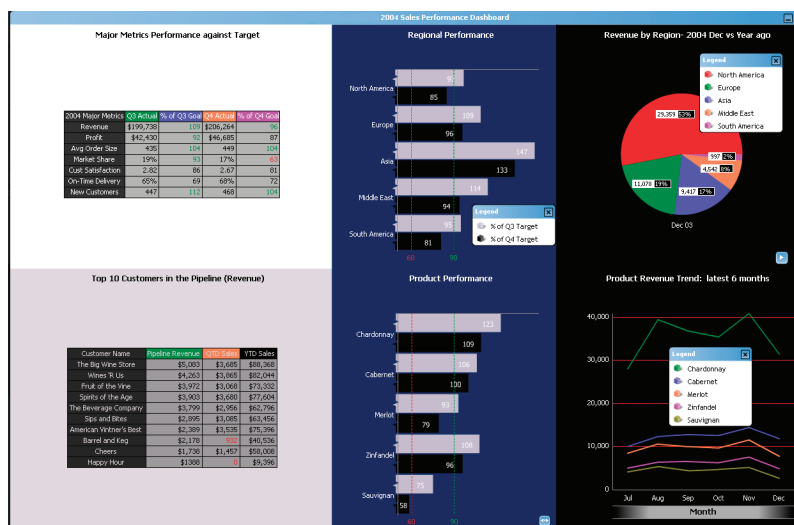 2004 Sales Performance Dashboard
Major Metrics Performance against Target
2004 Major Metrics Q3 Actual % of Q3 Goal Q4 Actual % of Q4 Goal
Revenue $199,738 109 $206,264 96
Profit $42,430 92 $46,685 87
Avg Order Size 435 104 449 104
Market Share 19% 93 17% 63
Cust Satisfaction 2.82 86 2.67 81
On-Time Delivery 65% 69 68% 72
New Customers 447 112 468 104
Regional Performance
North America
85
Europe 109
96
Asia 147
133
Middle East 114
94
South America
81
60 90
Legend
% of Q3 Target
% of Q4 Target
Revenue by Region- 2004 Dec vs Year ago
Legend
North America
Europe
Asia
Middle East
South America
29,359
997 2%
4,542 8%
11,078 19%
9,417 17%
Dec 03
Top 10 Customers in the Pipeline (Revenue)
Customer Name Pipeline Revenue QTD Sales YTD Sales
The Big Wine Store $5,083 $3,685 $88,368
Wines 'R Us $4,263 $3,865 $82,044
Fruit of the Vine $3,972 $3,068 $73,332
Spirits of the Age $3,903 $3,680 $77,604
The Beverage Company $3,799 $2,956 $62,796
Sips and Bites $2,895 $3,085 $63,456
American Vintner's Best $2,389 $3,535 $75,396
Barrel and Keg $2,178 932 $40,536
Cheers $1,738 $1,457 $58,008
Happy Hour $1388 0 $9,396
Product Performance
Chardonnay 123
109
Cabernet 106
100
Merlot 93
79
Zinfandel 108
96
Sauvignan 75
58
60 90
Product Revenue Trend: latest 6 months
40,000
30,000
20,000
10,000
0
Legend
Chardonnay
Cabernet
Merlot
Zinfandel
Sauvignan
Jul Aug Sep Oct Nov Dec
Month